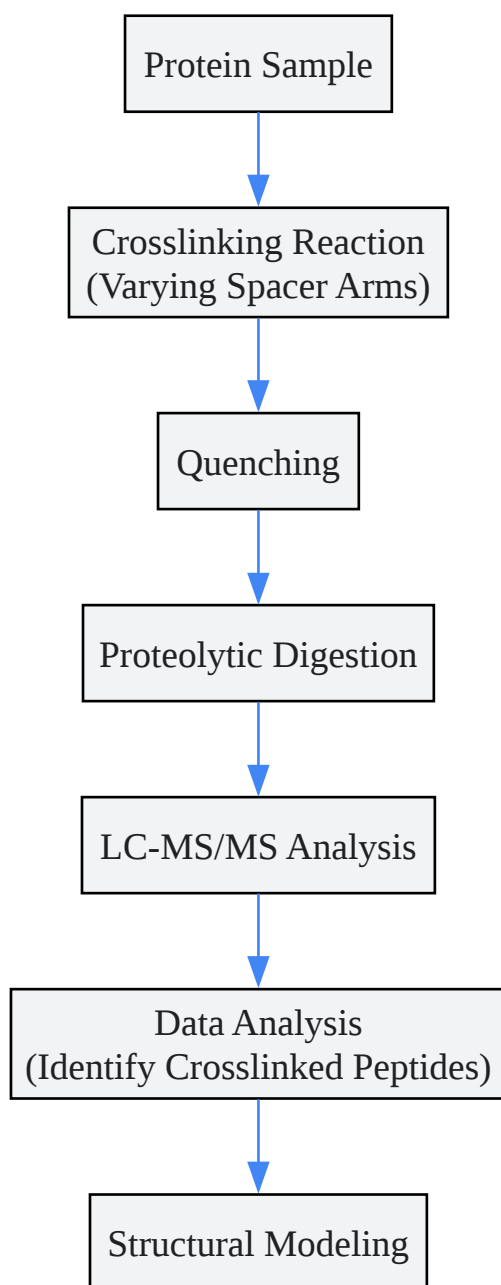 Protein Sample
Crosslinking Reaction
(Varying Spacer Arms)
Quenching
Proteolytic Digestion
LC-MS/MS Analysis
Data Analysis
(Identify Crosslinked Peptides)
Structural Modeling